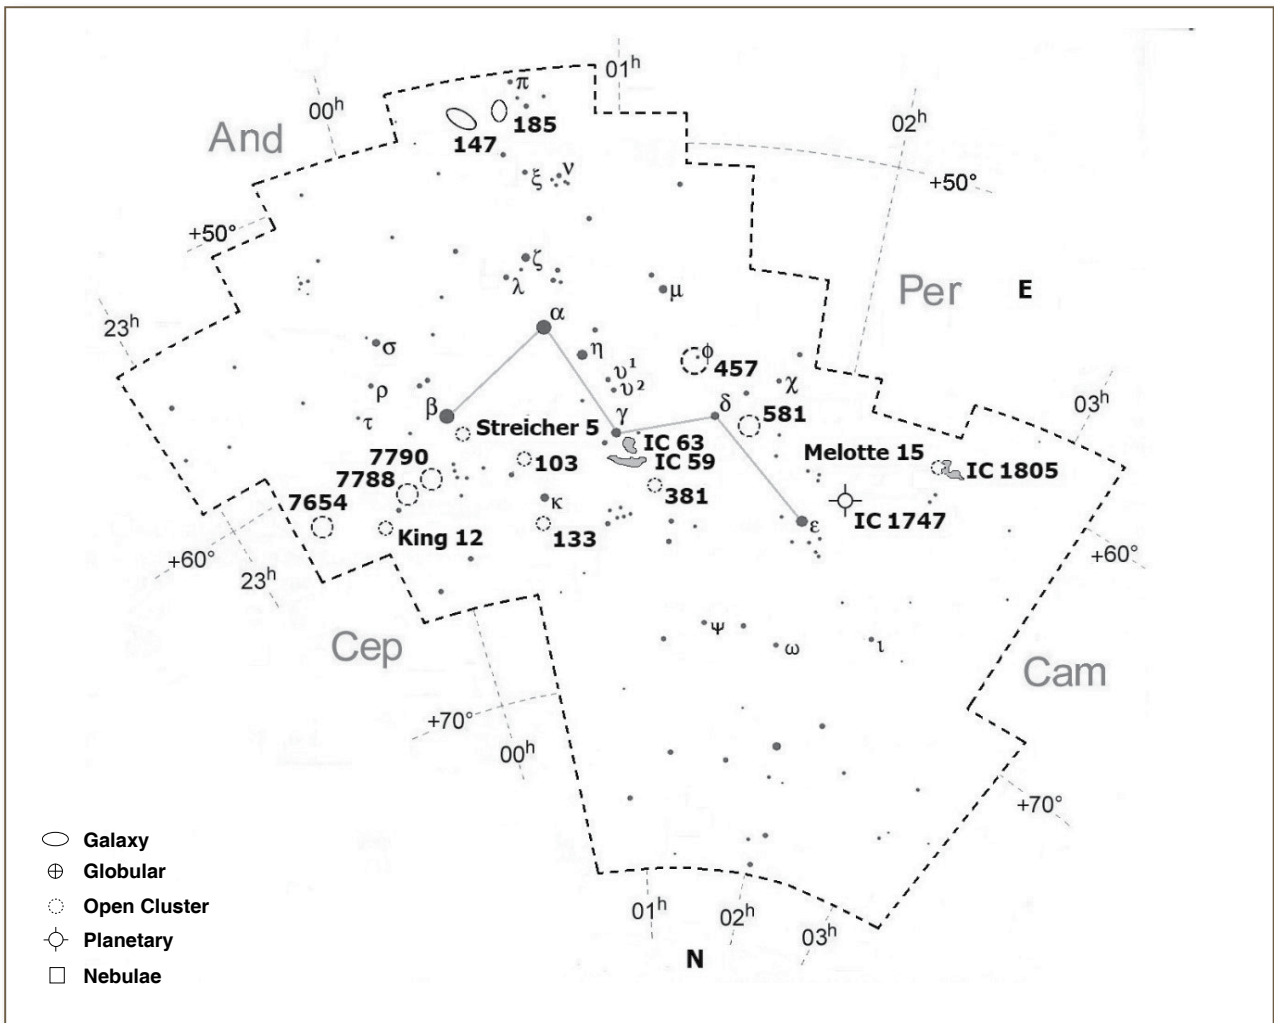 π
01h
00h
And
185
147
02h
ξ
ν
+50°
+50°
ζ
λ
μ
Per
E
α
23h
σ
η
ϕ
457
υ¹
υ²
χ
ρ
β
τ
γ
δ
581
03h
Streicher 5
IC 63
IC 59
Melotte 15
IC 1805
7790
103
7788
381
7654
κ
IC 1747
ε
King 12
133
+60°
23h
+60°
Cep
ψ
ω
ι
Cam
+70°
00h
+70°
Galaxy
Globular
Open Cluster
Planetary
Nebulae
01h
02h
03h
N